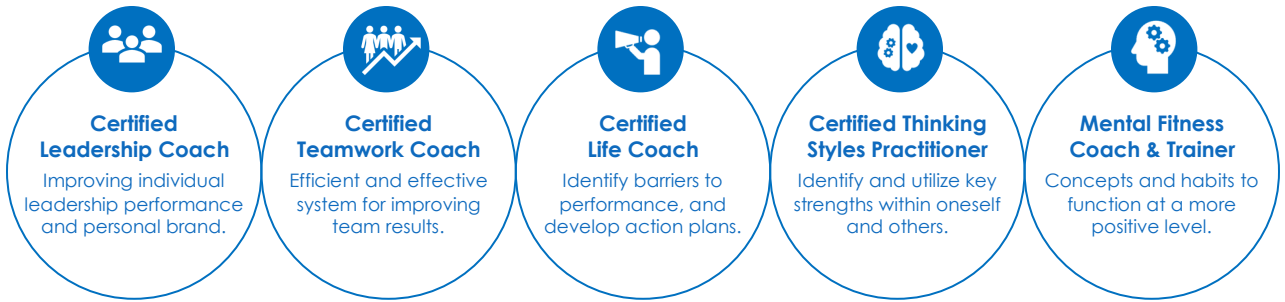 Certified
Leadership Coach
Improving individual
leadership performance
and personal brand.
Certified
Teamwork Coach
Efficient and effective
system for improving
team results.
Certified
Life Coach
Identify barriers to
performance, and
develop action plans.
Certified Thinking
Styles Practitioner
Identify and utilize key
strengths within oneself
and others.
Mental Fitness
Coach & Trainer
Concepts and habits to
function at a more
positive level.